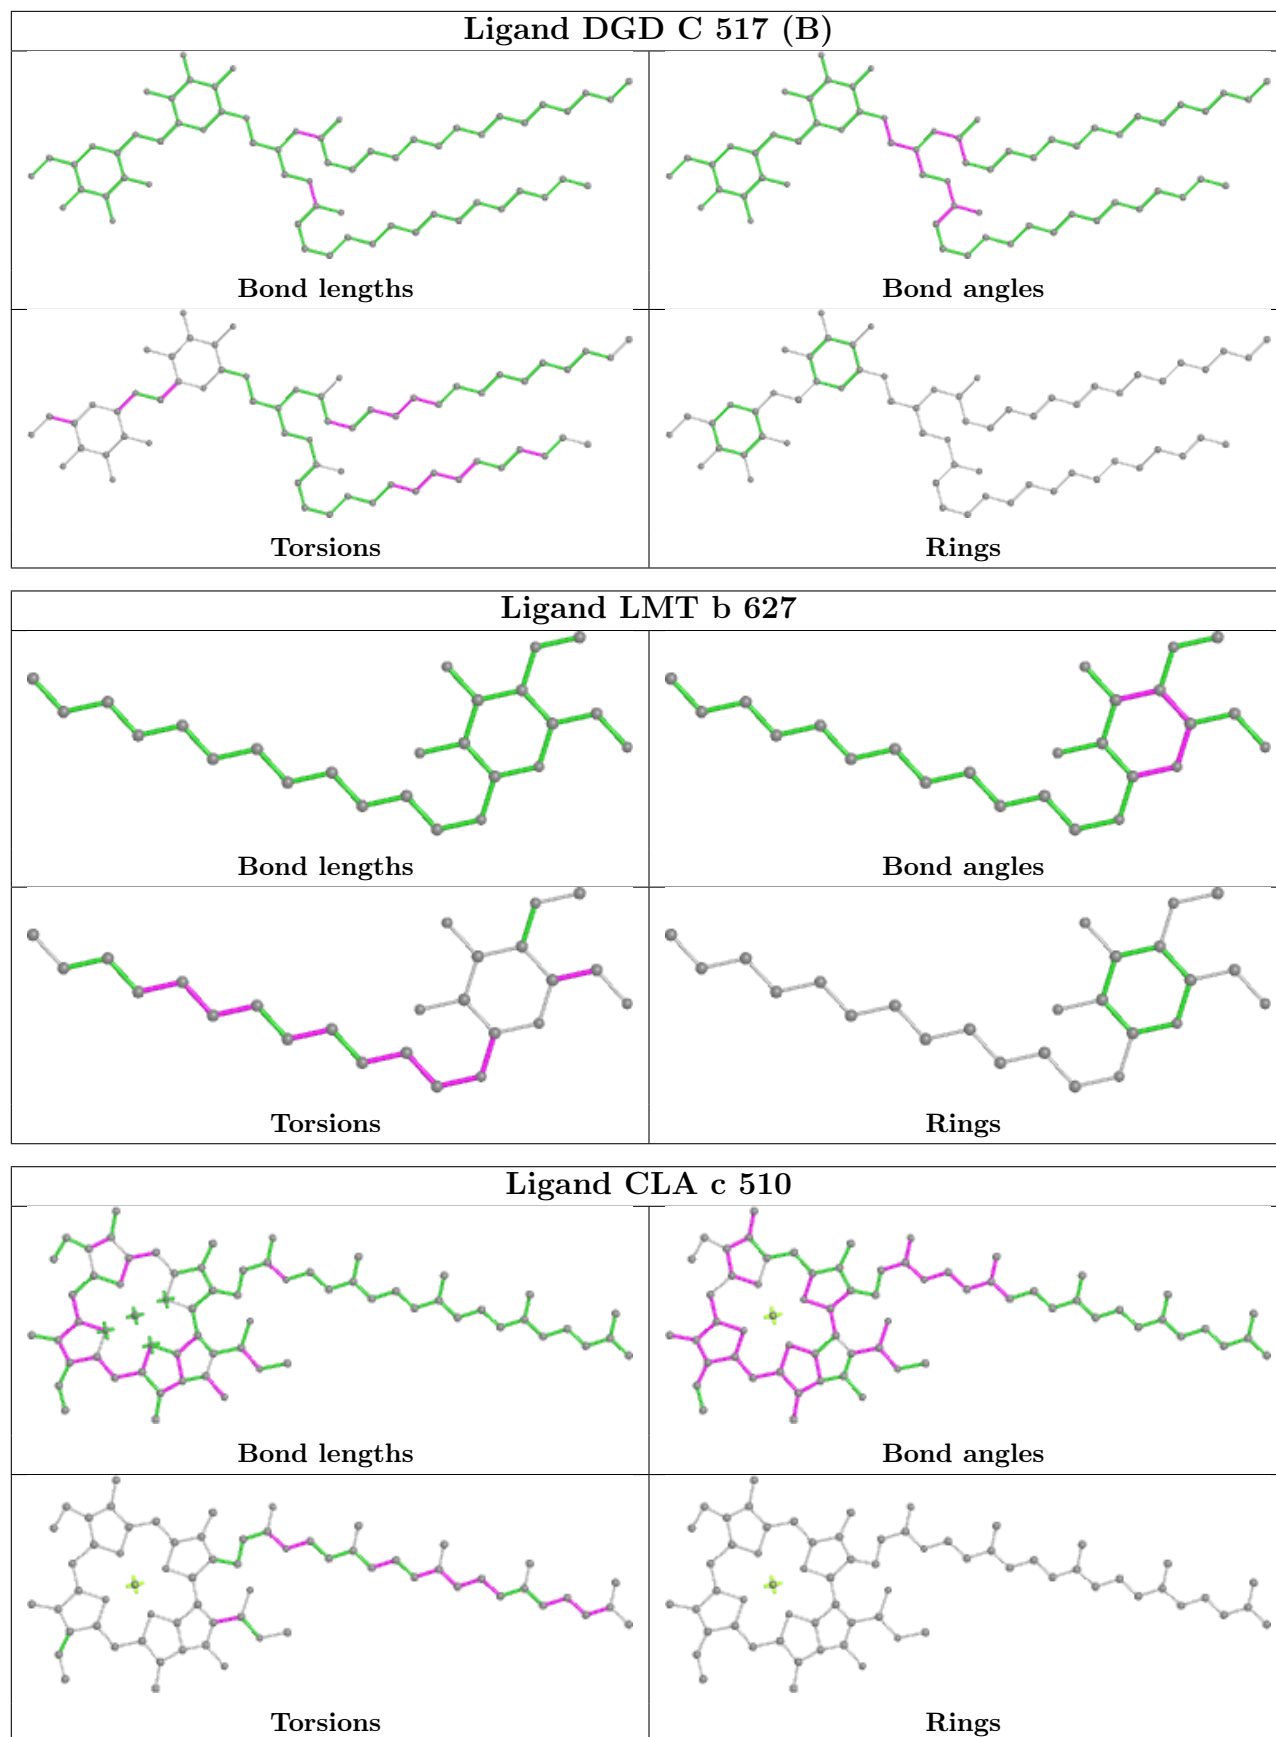 Ligand DGD C 517 (B)
Bond lengths
Bond angles
Torsions
Rings
Ligand LMT b 627
Bond lengths
Bond angles
Torsions
Rings
Ligand CLA c 510
Bond lengths
Bond angles
Torsions
Rings